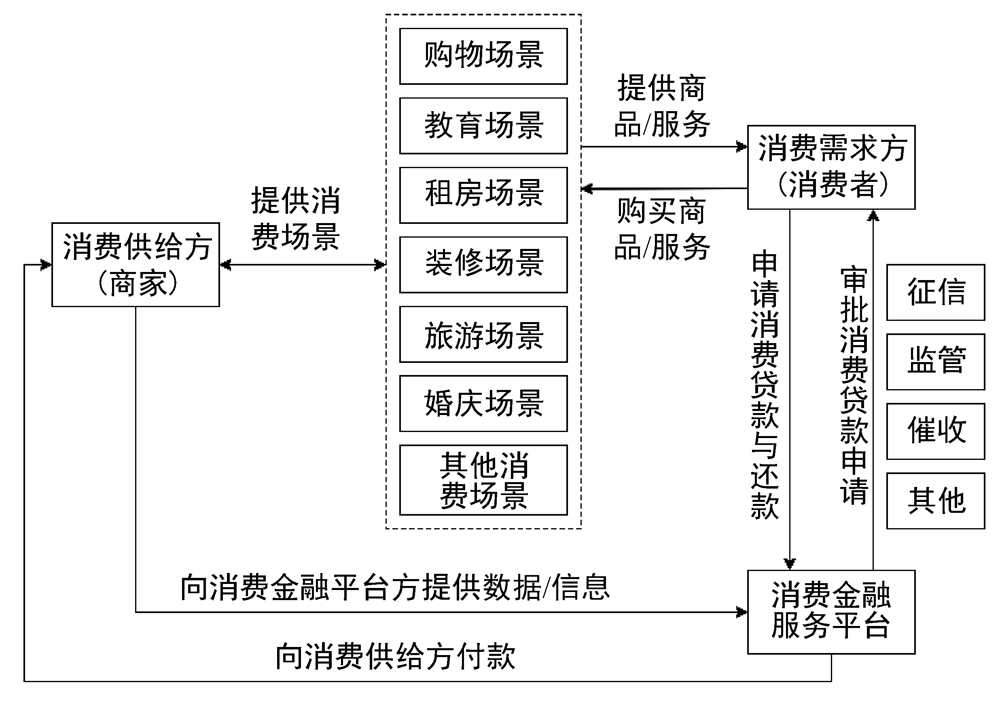 购物场景
教育场景
租房场景
装修场景
旅游场景
婚庆场景
其他消
费场景
提供消
费场景
消费供给方
（商家）
提供商
品/服务
购买商
品/服务
消费需求方
（消费者）
申请消费贷款与还款
审批消费贷款申请
征信
监管
催收
其他
向消费金融平台方提供数据/信息
消费金融
服务平台
向消费供给方付款